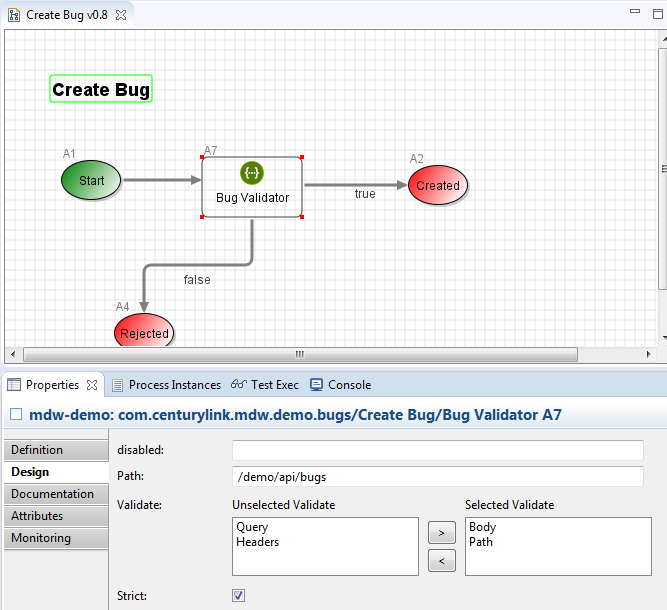 Create Bug v0.8
Create Bug
A1
A7
A2
Start
{··}
Bug Validator
Created
true
false
A4
Rejected
Properties Process Instances Test Exec Console
mdw-demo: com.centurylink.mdw.demo.bugs/Create Bug/Bug Validator A7
Definition
disabled:
Design
Path:
/demo/api/bugs
Documentation
Validate:
Unselected Validate
Selected Validate
Attributes
Query
Headers
>
<
Body
Path
Monitoring
Strict: